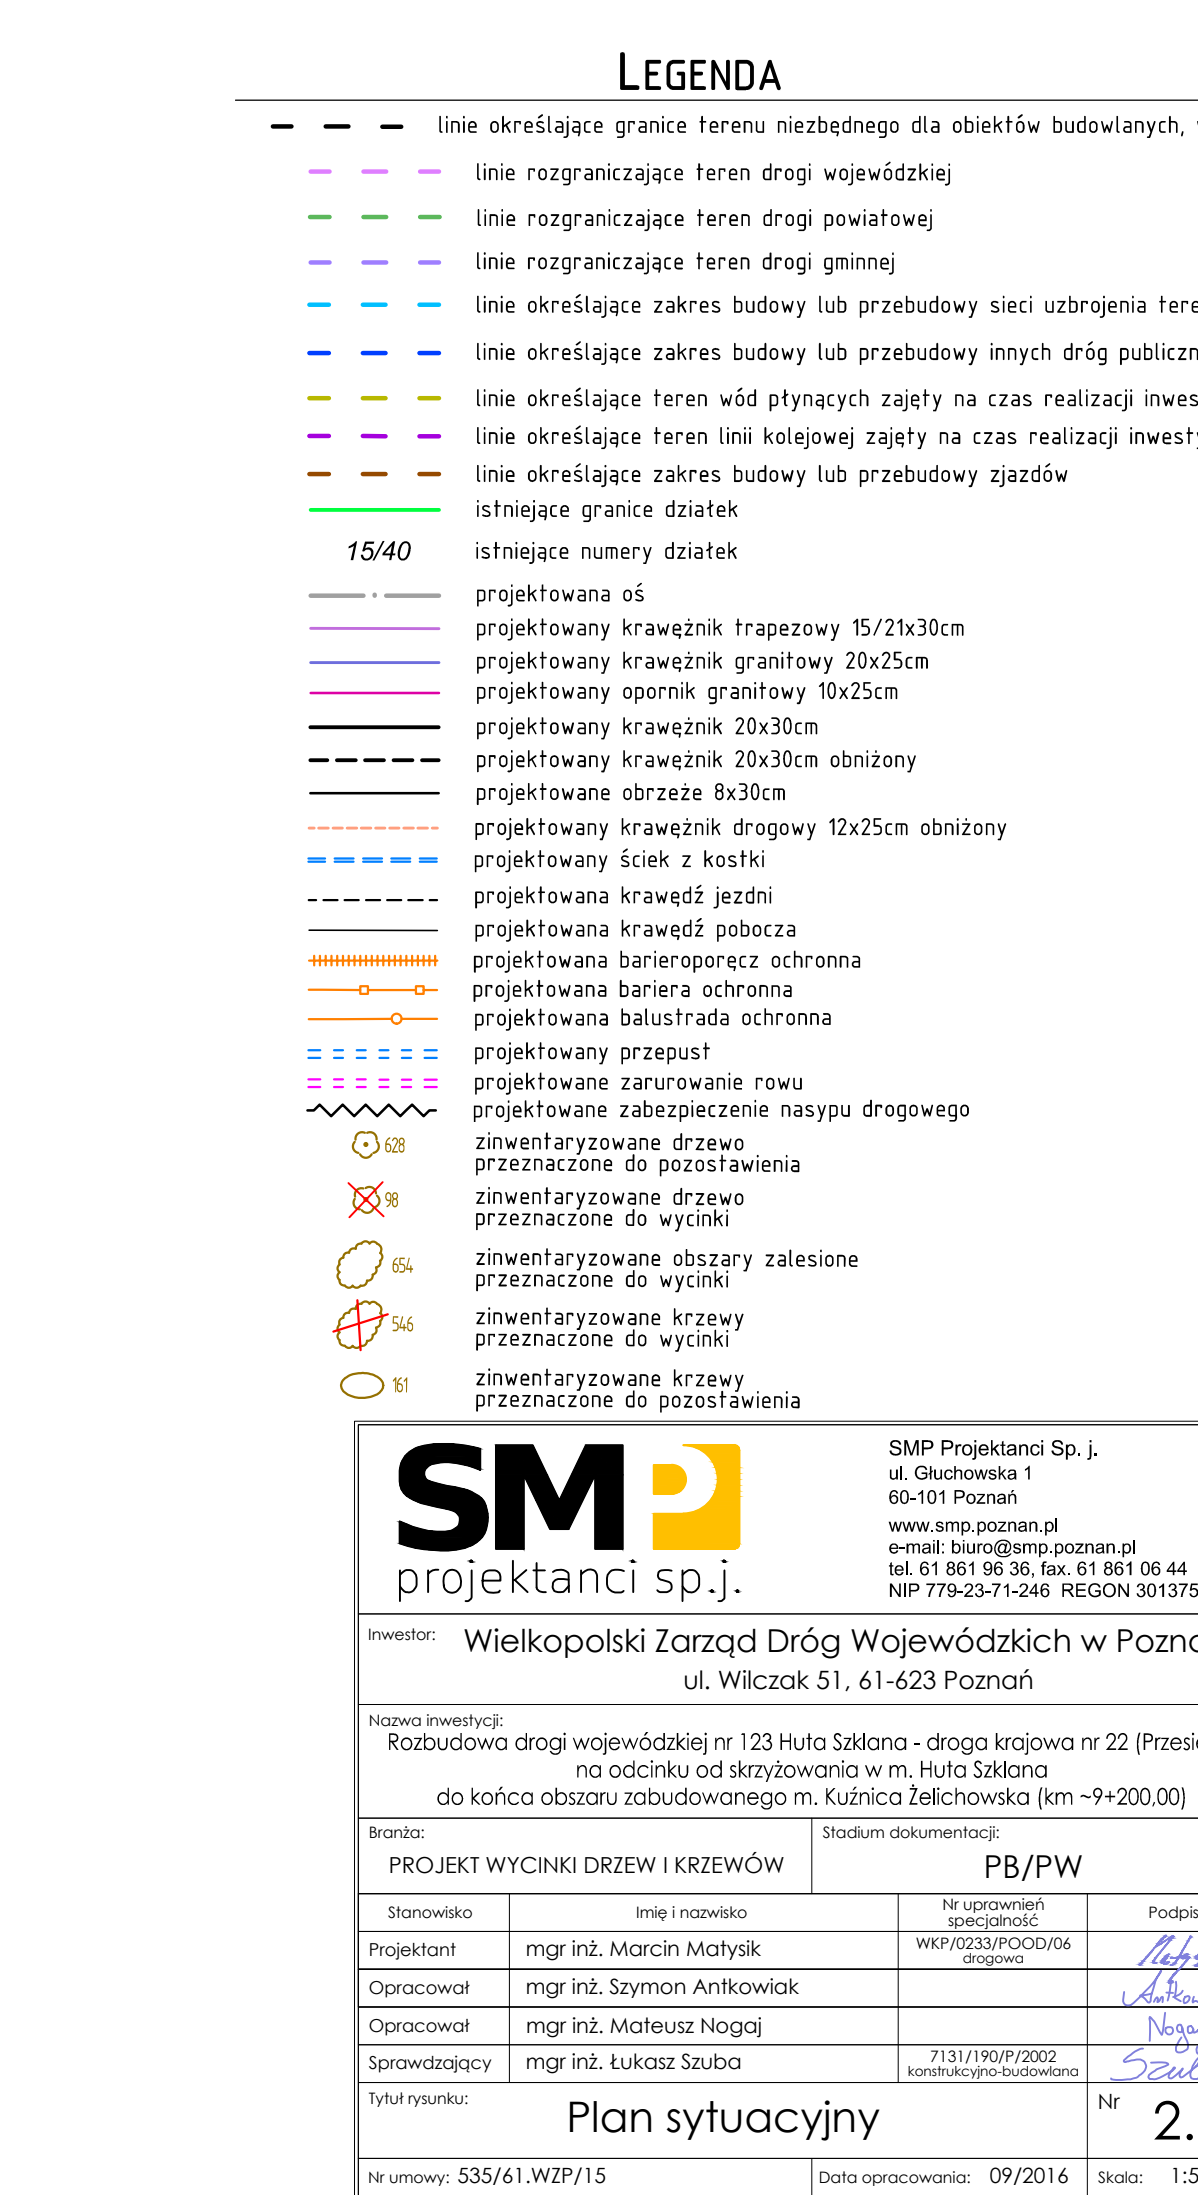 LEGENDA
linie określające granice terenu niezbędnego dla obiektów budowlanych,
linie rozgraniczające teren drogi wojewódzkiej
linie rozgraniczające teren drogi powiatowej
linie rozgraniczające teren drogi gminnej
linie określające zakres budowy lub przebudowy sieci uzbrojenia tere
linie określające zakres budowy lub przebudowy innych dróg publiczn
linie określające teren wód płynących zajęty na czas realizacji inwes
linie określające teren linii kolejowej zajęty na czas realizacji inwesty
linie określające zakres budowy lub przebudowy zjazdów
istniejące granice działek
15/40 istniejące numery działek
projektowana oś
projektowany krawężnik trapezowy 15/21x30cm
projektowany krawężnik granitowy 20x25cm
projektowany opornik granitowy 10x25cm
projektowany krawężnik 20x30cm
projektowany krawężnik 20x30cm obniżony
projektowane obrzeże 8x30cm
projektowany krawężnik drogowy 12x25cm obniżony
projektowany ściek z kostki
projektowana krawędź jezdni
projektowana krawędź pobocza
projektowana barieroporęcz ochronna
projektowana bariera ochronna
projektowana balustrada ochronna
projektowany przepust
projektowane zarurowanie rowu
projektowane zabezpieczenie nasypu drogowego
628 zinwentaryzowane drzewo
przeznaczone do pozostawienia
98 zinwentaryzowane drzewo
przeznaczone do wycinki
654 zinwentaryzowane obszary zalesione
przeznaczone do wycinki
546 zinwentaryzowane krzewy
przeznaczone do wycinki
161 zinwentaryzowane krzewy
przeznaczone do pozostawienia
SMP
projektanci sp.j.
SMP Projektanci Sp. j.
ul. Głuchowska 1
60-101 Poznań
www.smp.poznan.pl
e-mail: biuro@smp.poznan.pl
tel. 61 861 96 36, fax. 61 861 06 44
NIP 779-23-71-246 REGON 301375
Inwestor: Wielkopolski Zarząd Dróg Wojewódzkich w Pozna
ul. Wilczak 51, 61-623 Poznań
Nazwa inwestycji:
Rozbudowa drogi wojewódzkiej nr 123 Huta Szklana - droga krajowa nr 22 (Przesie
na odcinku od skrzyżowania w m. Huta Szklana
do końca obszaru zabudowanego m. Kuźnica Żelichowska (km ~9+200,00)
Branża: Stadium dokumentacji:
PROJEKT WYCINKI DRZEW I KRZEWÓW PB/PW
Stanowisko Imię i nazwisko Nr uprawnień specjalność Podpis
Projektant mgr inż. Marcin Matysik WKP/0233/POOD/06 drogowa
Opracował mgr inż. Szymon Antkowiak
Opracował mgr inż. Mateusz Nogaj
Sprawdzający mgr inż. Łukasz Szuba 7131/190/P/2002 konstrukcyjno-budowlana
Tytuł rysunku: Plan sytuacyjny Nr 2.
Nr umowy: 535/61.WZP/15 Data opracowania: 09/2016 Skala: 1:5